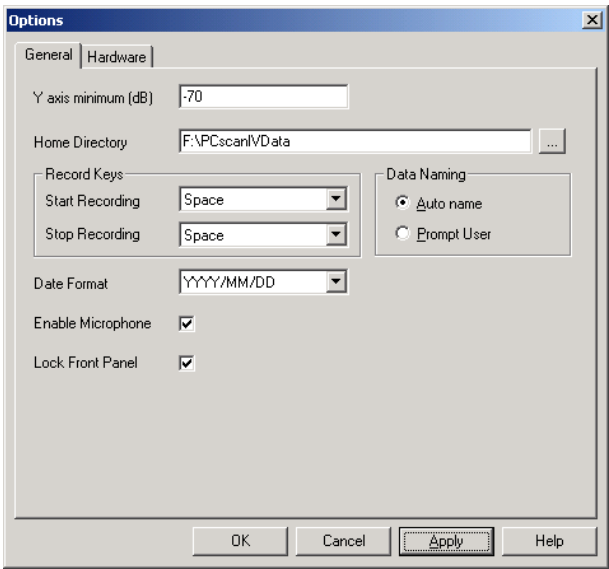 Options
General Hardware
Y axis minimum (dB) -70
Home Directory F:\PCscanIVData ...
Record Keys Data Naming
Start Recording Space Auto name
Stop Recording Space Prompt User
Date Format YYYY/MM/DD
Enable Microphone
Lock Front Panel
OK Cancel Apply Help